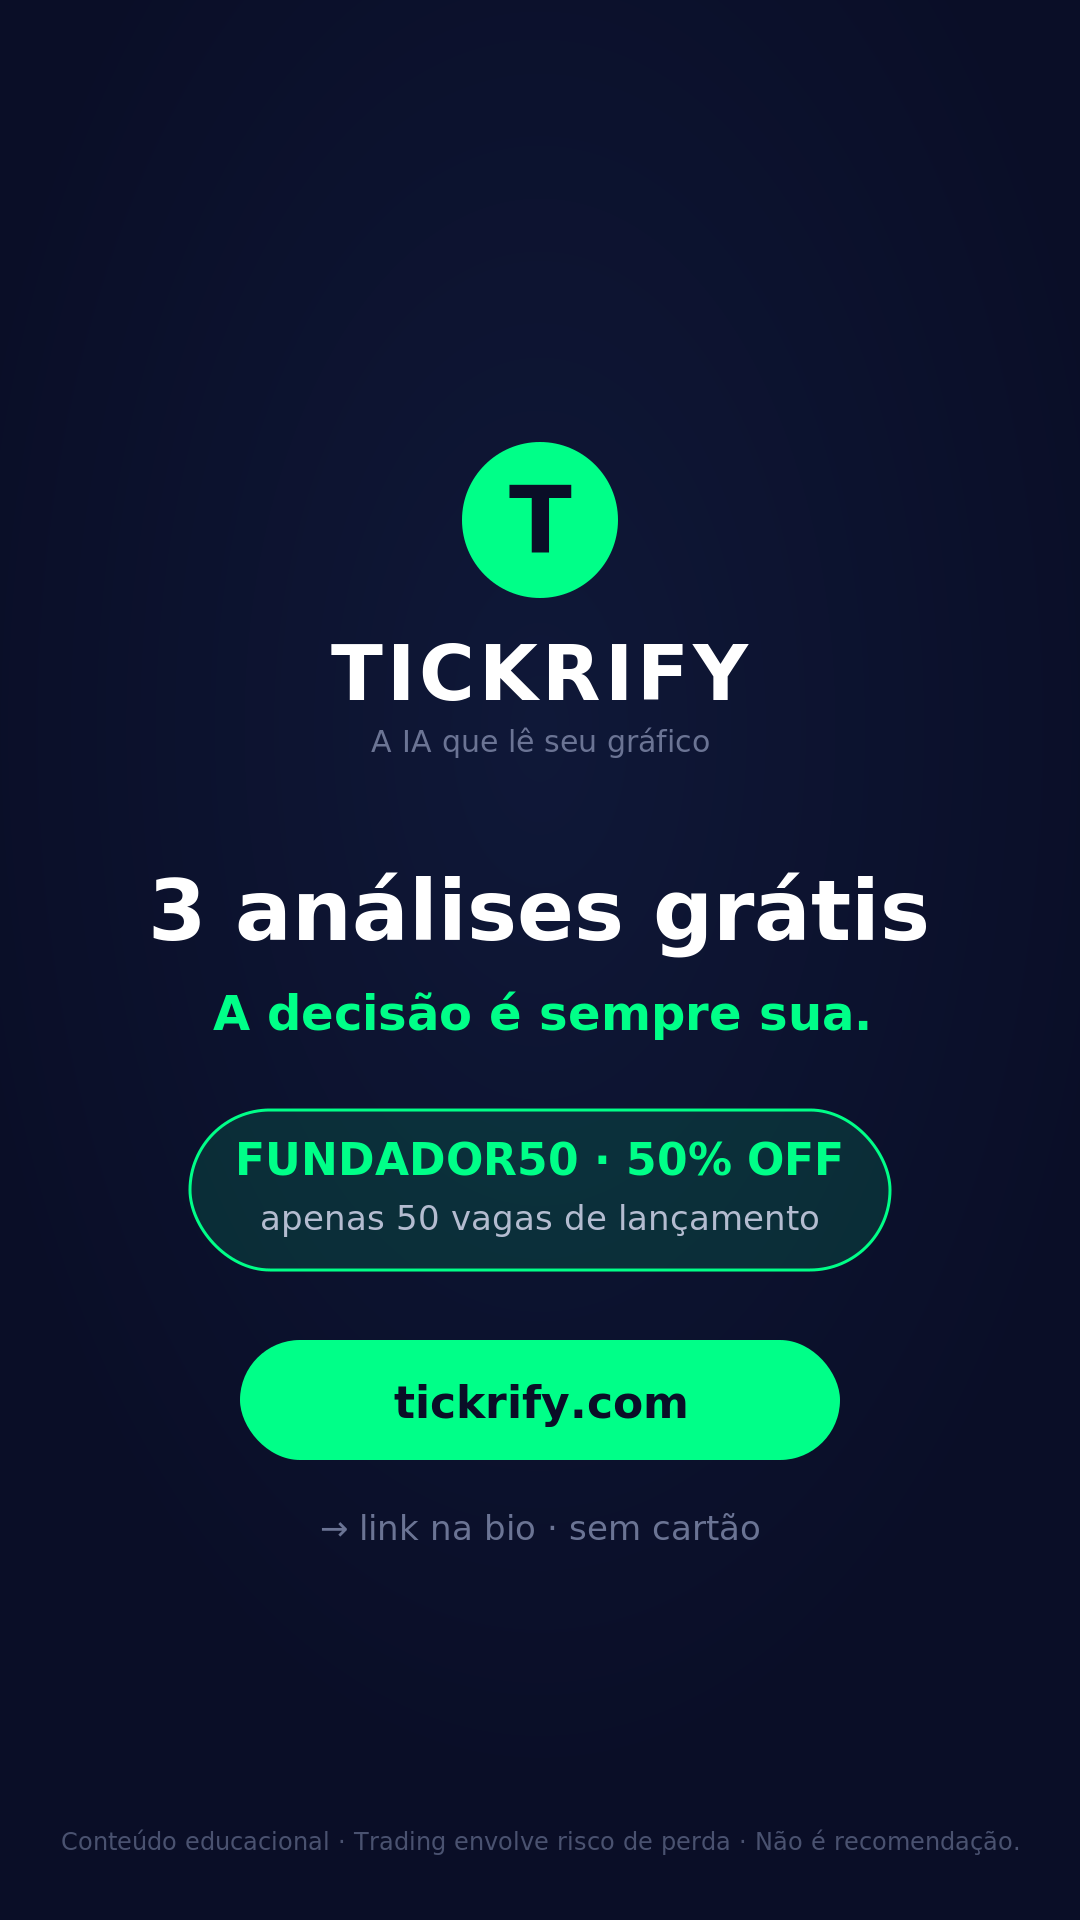 T
TICKRIFY
A IA que lê seu gráfico
3 análises grátis
A decisão é sempre sua.
FUNDADOR50 · 50% OFF
apenas 50 vagas de lançamento
tickrify.com
→ link na bio · sem cartão
Conteúdo educacional · Trading envolve risco de perda · Não é recomendação.